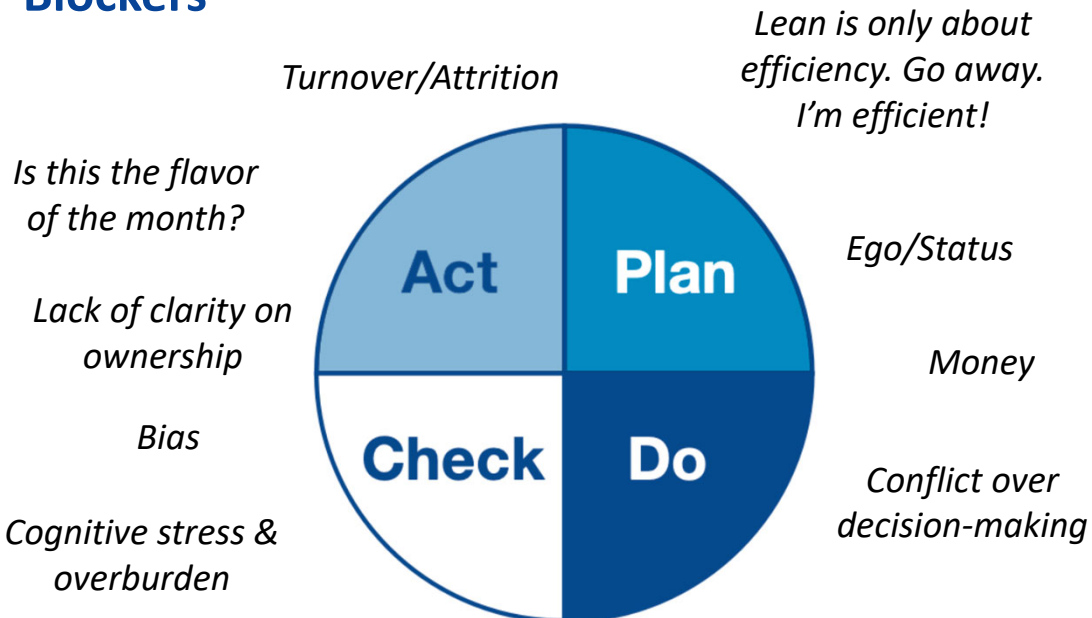 Blockers
Lean is only about
efficiency. Go away.
I'm efficient!
Turnover/Attrition
Is this the flavor
of the month?
Ego/Status
Act
Plan
Lack of clarity on
ownership
Money
Bias
Check
Do
Conflict over
decision-making
Cognitive stress &
overburden